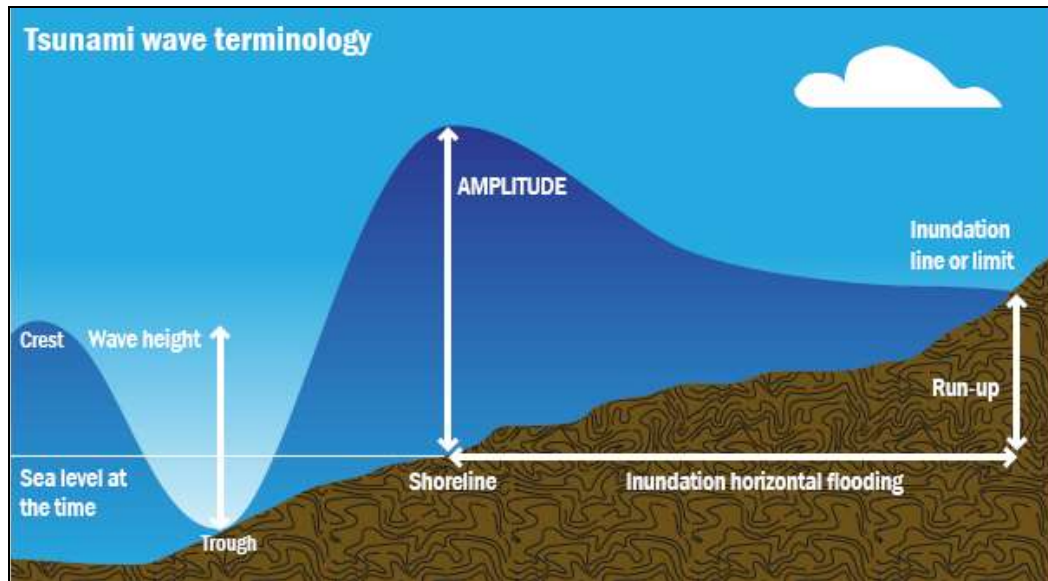 Tsunami wave terminology
AMPLITUDE
Inundation
line or limit
Crest
Wave height
Run-up
Sea level at
the time
Shoreline
Inundation horizontal flooding
Trough